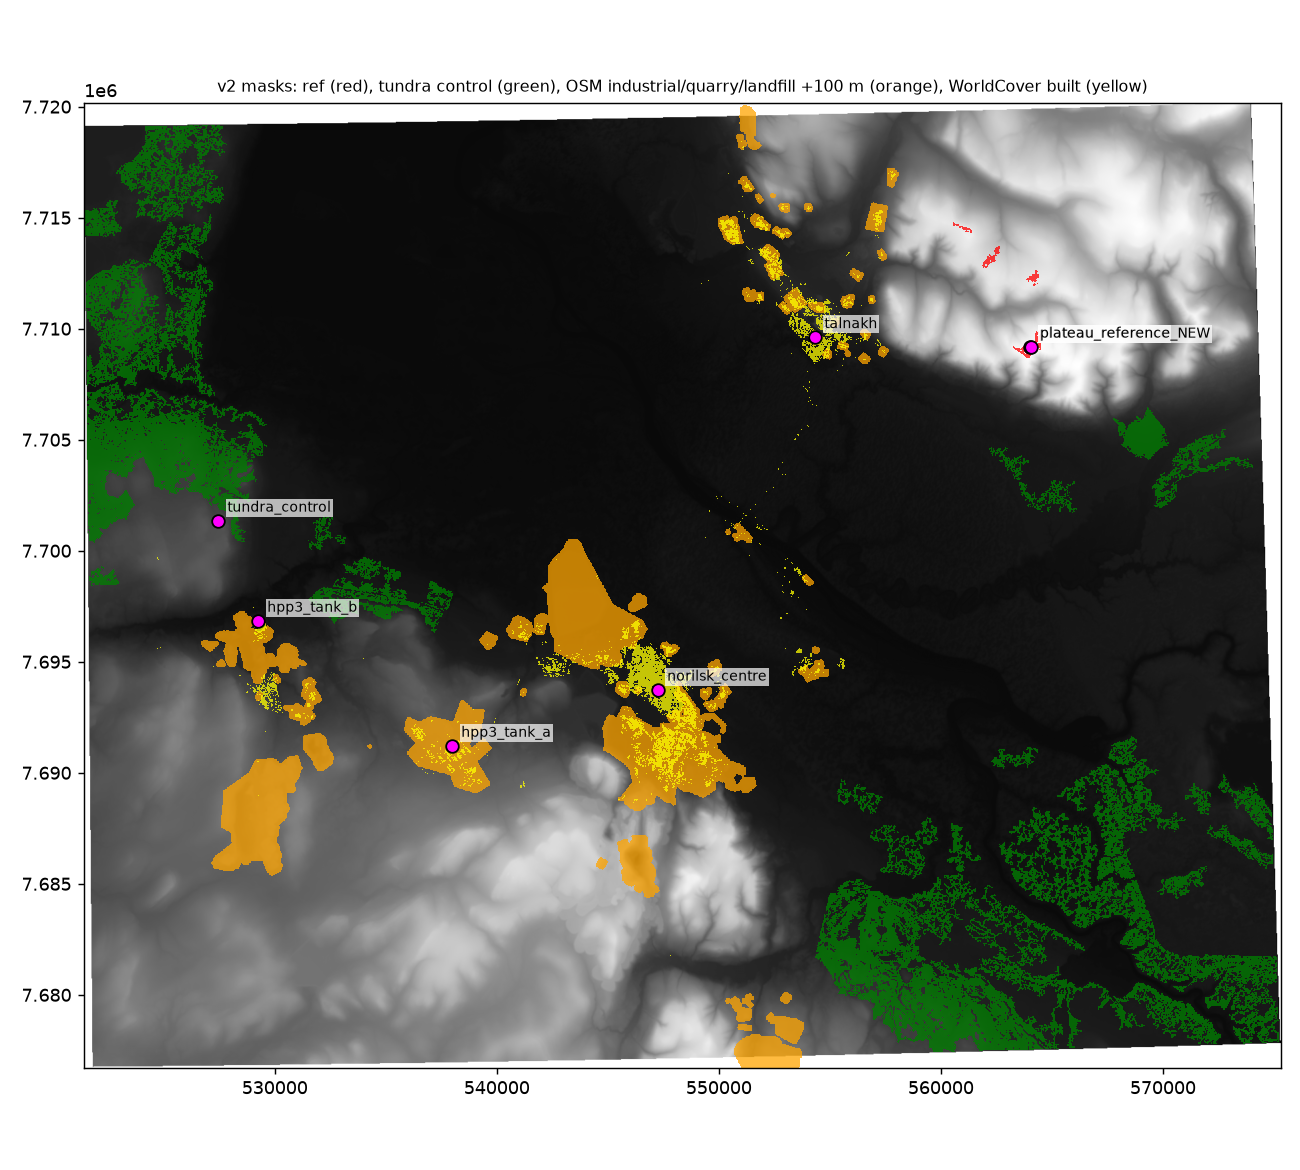 v2 masks: ref (red), tundra control (green), OSM industrial/quarry/landfill +100 m (orange), WorldCover built (yellow)
1e6
7.720
7.715
7.710
7.705
7.700
7.695
7.690
7.685
7.680
talnakh
plateau_reference_NEW
tundra_control
hpp3_tank_b
norilsk_centre
hpp3_tank_a
530000
540000
550000
560000
570000